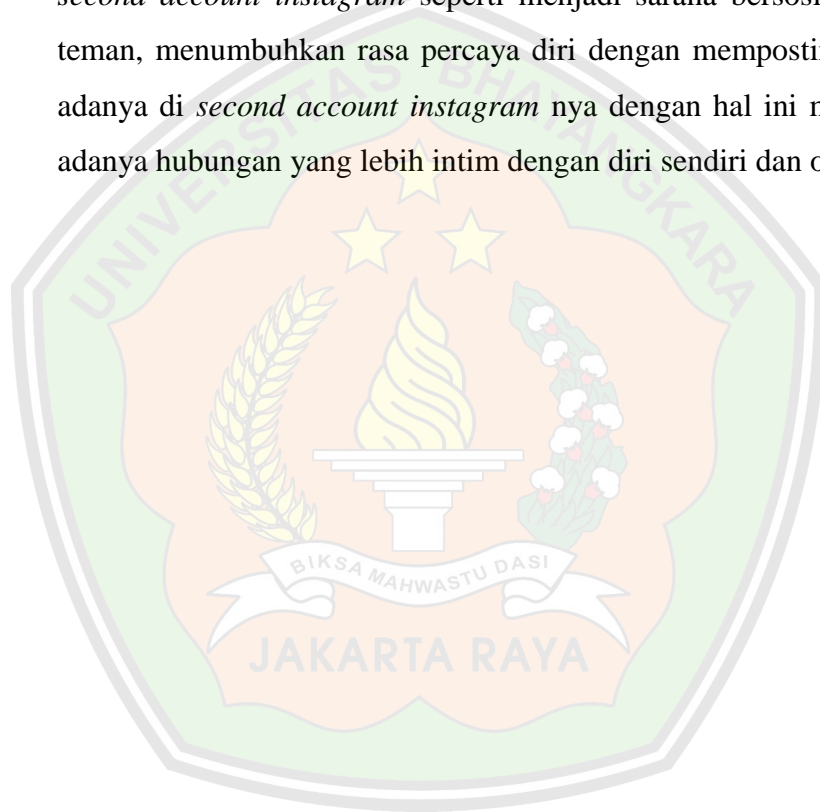 second account instagram seperti menjadi sarana bersosi
teman, menumbuhkan rasa percaya diri dengan memposti
adanya di second account instagram nya dengan hal ini
adanya hubungan yang lebih intim dengan diri sendiri dan
UNIVERSITAS BHAYANGKARA
BIKSA MAHWASTU DASI
JAKARTA RAYA